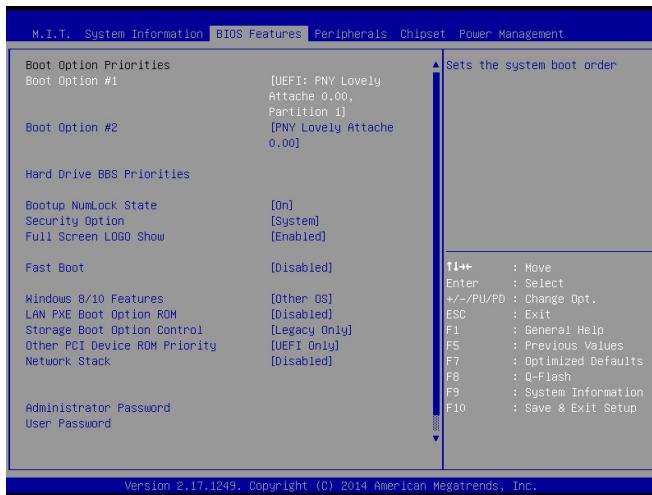 M.I.T. System Information BIOS Features Peripherals Chipset Power Management
Boot Option Priorities
Boot Option #1 [UEFI: PNY Lovely
Attache 0.00,
Partition 1]
Boot Option #2 [PNY Lovely Attache
0.00]
Hard Drive BBS Priorities
Bootup NumLock State [On]
Security Option [System]
Full Screen LOGO Show [Enabled]
Fast Boot [Disabled]
Windows 8/10 Features [Other OS]
LAN PXE Boot Option ROM [Disabled]
Storage Boot Option Control [Legacy Only]
Other PCI Device ROM Priority [UEFI Only]
Network Stack [Disabled]
Administrator Password
User Password
Sets the system boot order
↑↓→← : Move
Enter : Select
+/-/PU/PD : Change Opt.
ESC : Exit
F1 : General Help
F5 : Previous Values
F7 : Optimized Defaults
F8 : Q-Flash
F9 : System Information
F10 : Save & Exit Setup
Version 2.17.1249. Copyright (C) 2014 American Megatrends, Inc.